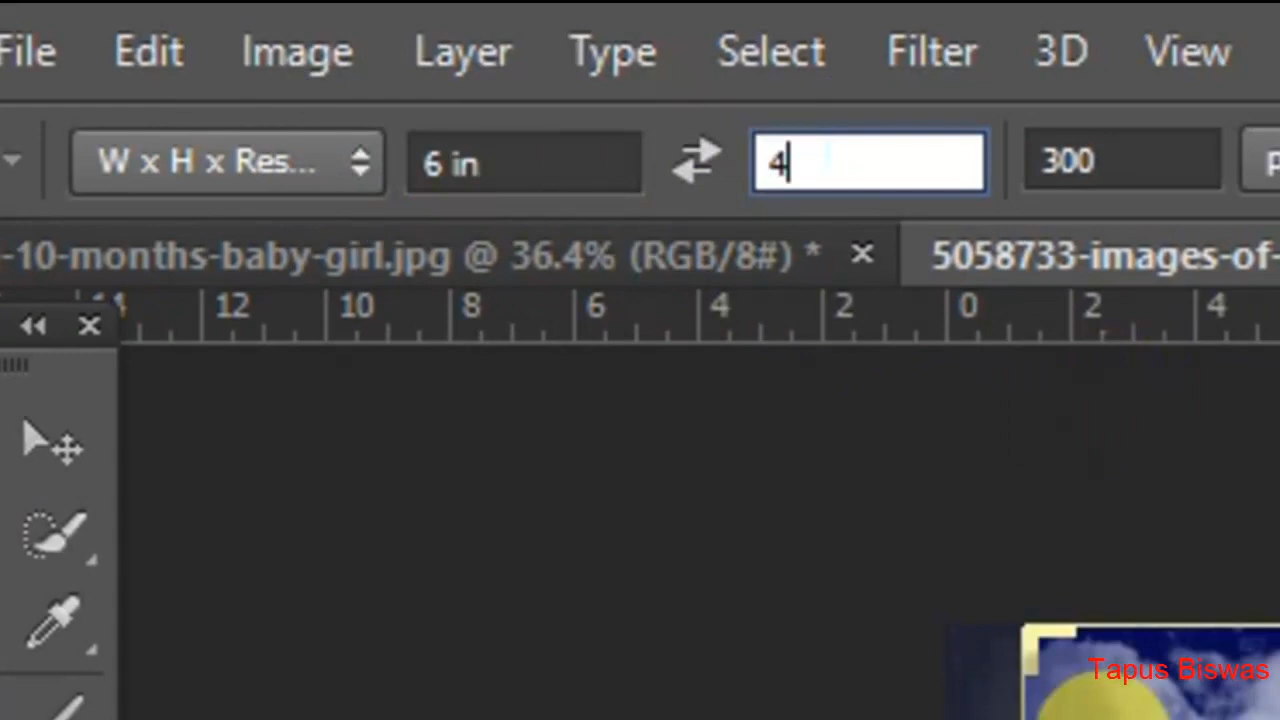 File Edit Image Layer Type Select Filter 3D View
W x H x Res... 6 in 4 300
-10-months-baby-girl.jpg @ 36.4% (RGB/8#) * × 5058733-images-of-
12 10 8 6 4 2 0 2 4
Tapus Biswas